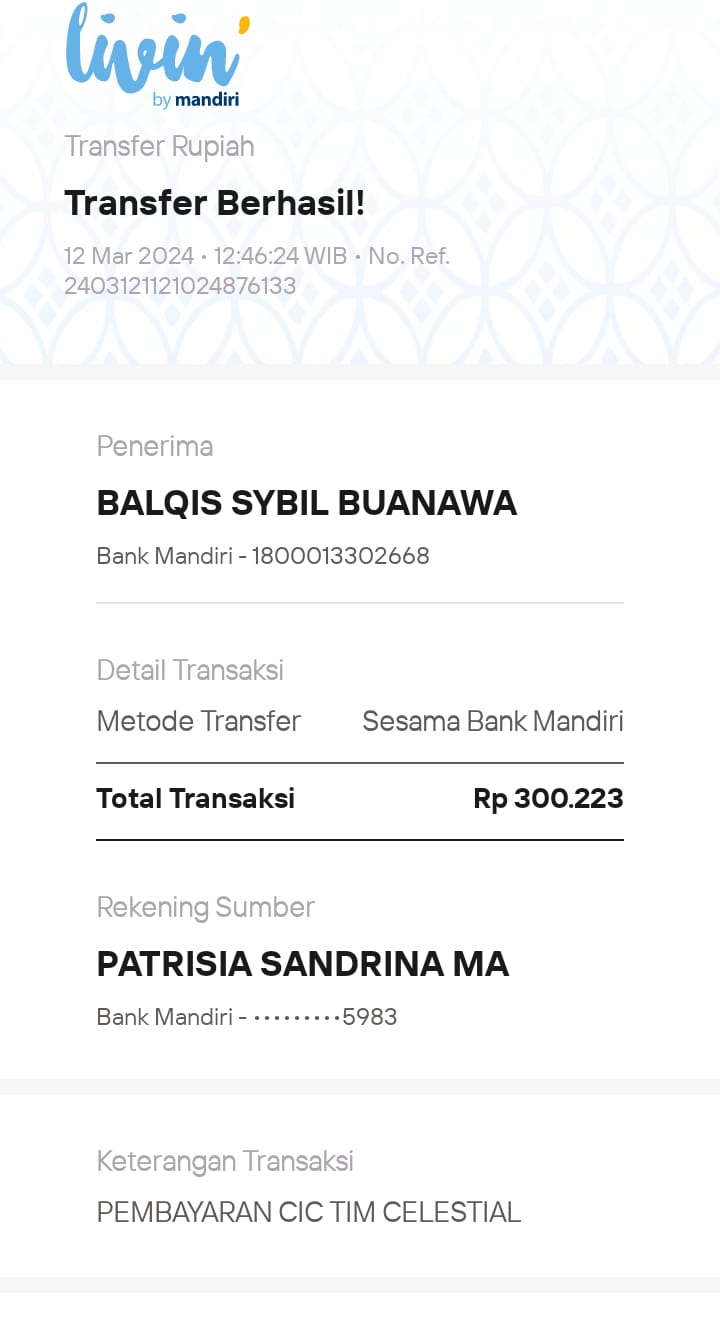 livin'
by mandiri
Transfer Rupiah
Transfer Berhasil!
12 Mar 2024 • 12:46:24 WIB • No. Ref.
2403121121024876133
Penerima
BALQIS SYBIL BUANAWA
Bank Mandiri - 1800013302668
Detail Transaksi
Metode Transfer Sesama Bank Mandiri
Total Transaksi Rp 300.223
Rekening Sumber
PATRISIA SANDRINA MA
Bank Mandiri - •••••••••5983
Keterangan Transaksi
PEMBAYARAN CIC TIM CELESTIAL